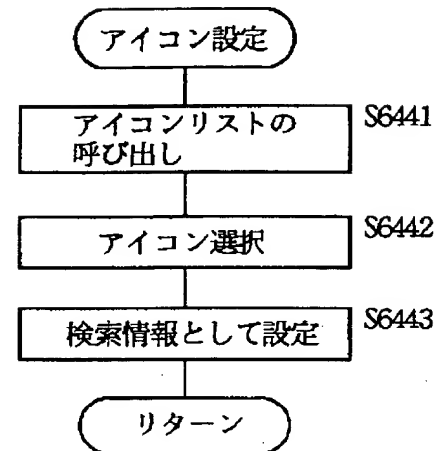 アイコン設定
アイコンリストの
呼び出し
S6441
アイコン選択
S6442
検索情報として設定
S6443
リターン